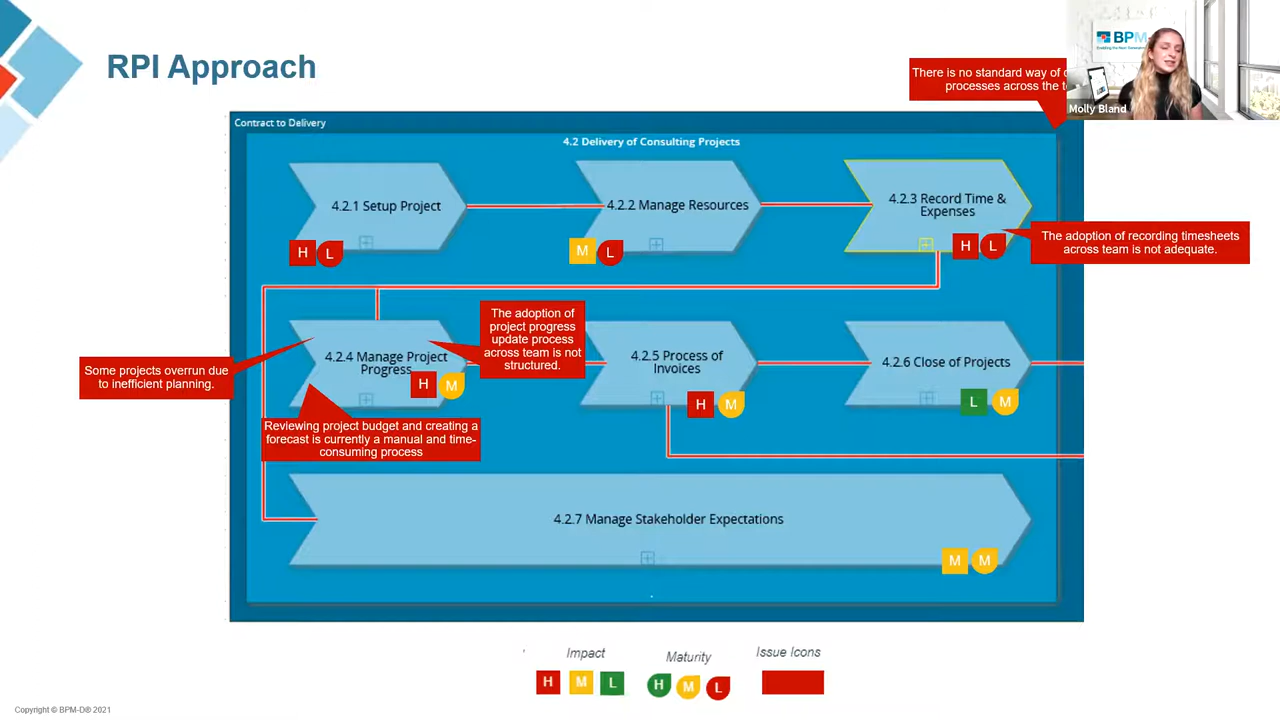 RPI Approach
BPM-
There is no standard way of
processes across the
Molly Bland
Contract to Delivery
4.2 Delivery of Consulting Projects
4.2.1 Setup Project
H L
4.2.2 Manage Resources
M L
4.2.3 Record Time &
Expenses
H L
The adoption of recording timesheets
across team is not adequate.
Some projects overrun due
to inefficient planning.
4.2.4 Manage Project
Progress
H M
The adoption of
project progress
update process
across team is not
structured.
Reviewing project budget and creating a
forecast is currently a manual and time-
consuming process
4.2.5 Process of
Invoices
H M
4.2.6 Close of Projects
L M
4.2.7 Manage Stakeholder Expectations
M M
Impact
H M L
Maturity
H M L
Issue Icons
Copyright © BPM-D® 2021